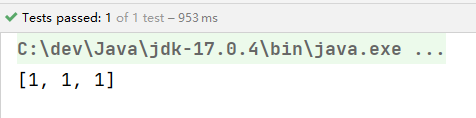 Tests passed: 1 of 1 test – 953 ms
C:\dev\Java\jdk-17.0.4\bin\java.exe ...
[1, 1, 1]